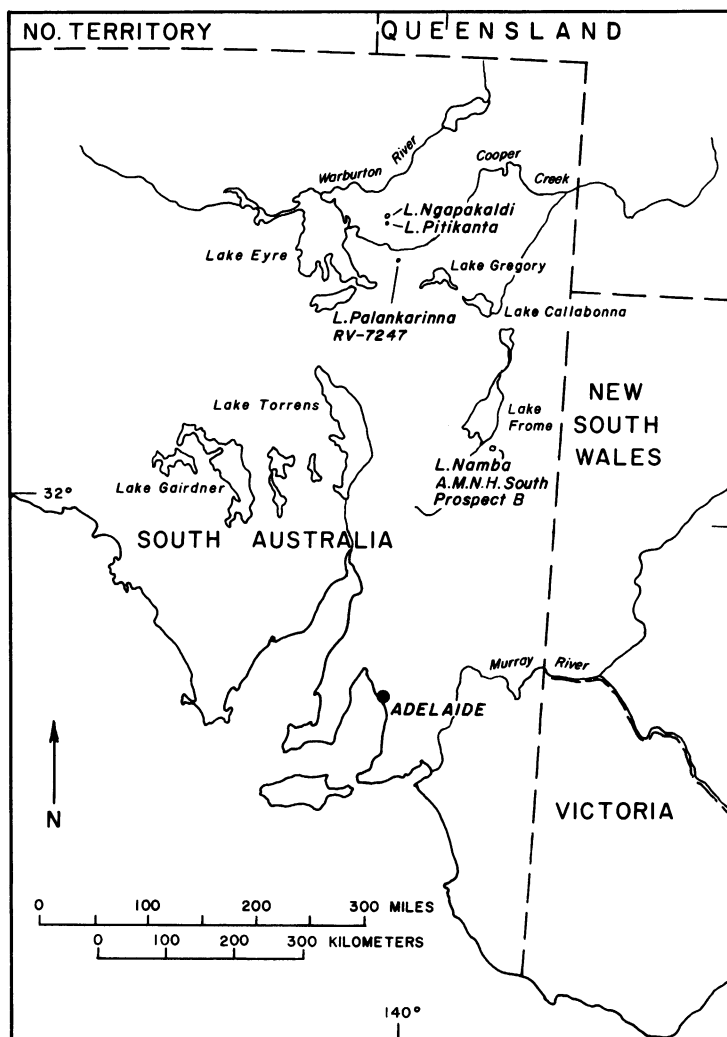 NO. TERRITORY
QUEENSLAND
Warburton River
Cooper Creek
L. Ngapakaldi
L. Pitikanta
Lake Eyre
Lake Gregory
L. Palankarinna
RV-7247
Lake Callabonna
Lake Torrens
NEW
SOUTH
WALES
Lake
Frome
L. Namba
A.M.N.H. South
Prospect B
Lake Gairdner
32°
SOUTH AUSTRALIA
Murray River
ADELAIDE
N
VICTORIA
0 100 200 300 MILES
0 100 200 300 KILOMETERS
140°